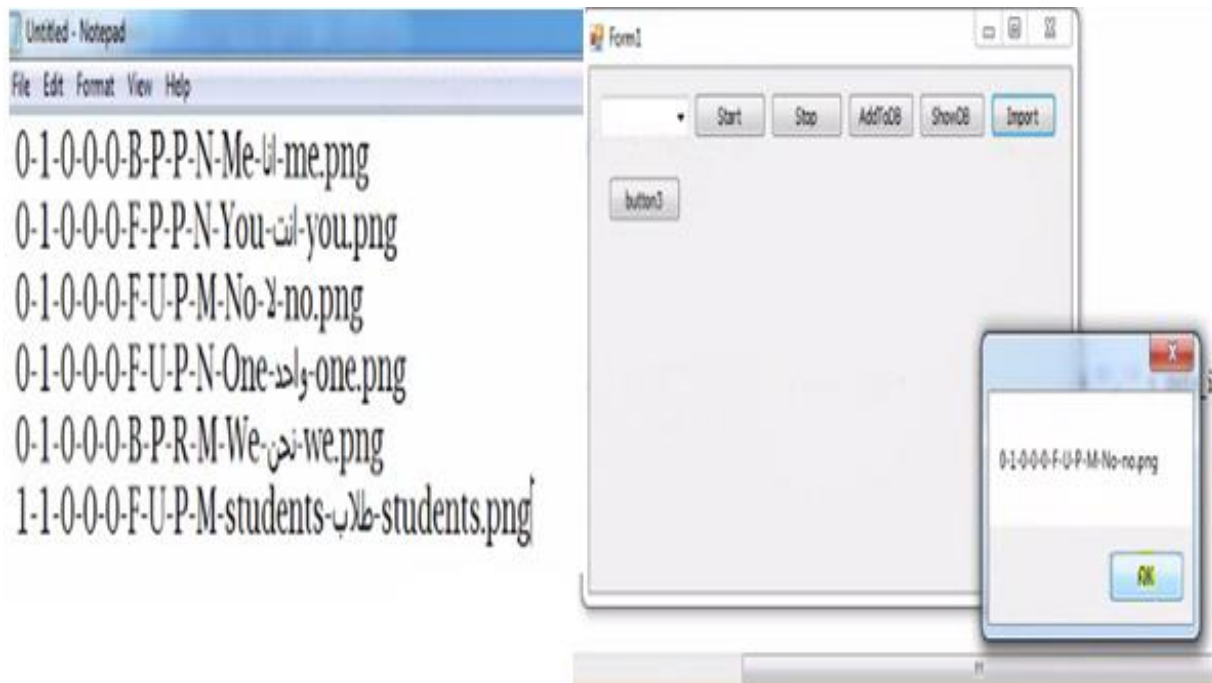 Untitled - Notepad
File Edit Format View Help
0-1-0-0-0-B-P-P-N-Me-انا-me.png
0-1-0-0-0-F-P-P-N-You-انت-you.png
0-1-0-0-0-F-U-P-M-No-لا-no.png
0-1-0-0-0-F-U-P-N-One-واحد-one.png
0-1-0-0-0-B-P-R-M-We-نحن-we.png
1-1-0-0-0-F-U-P-M-students-طلاب-students.png
Form1
Start Stop AddToDB ShowDB Import
button3
0-1-0-0-0-F-U-P-M-No-no.png
OK